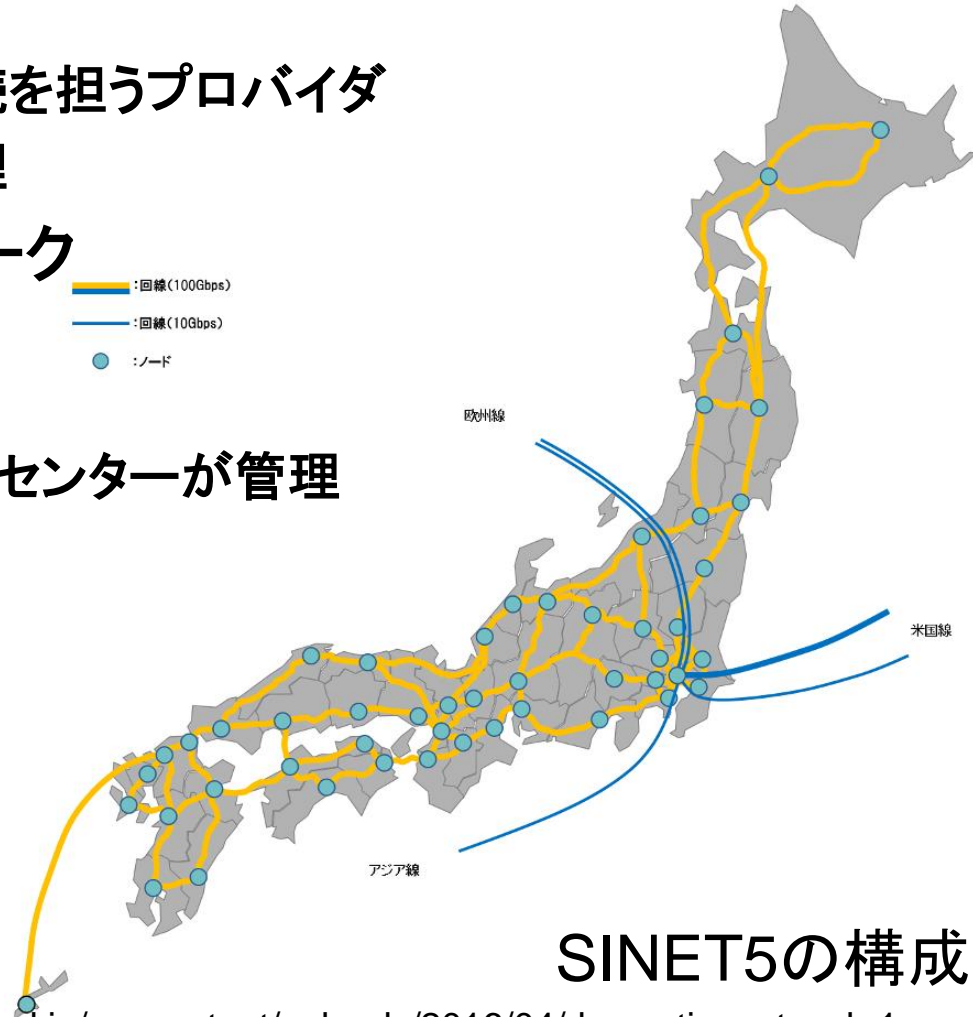 続を担うプロバイダ
理
ーク
:回線(100Gbps)
:回線(10Gbps)
:ノード
欧州線
センターが管理
米国線
アジア線
SINET5の構成